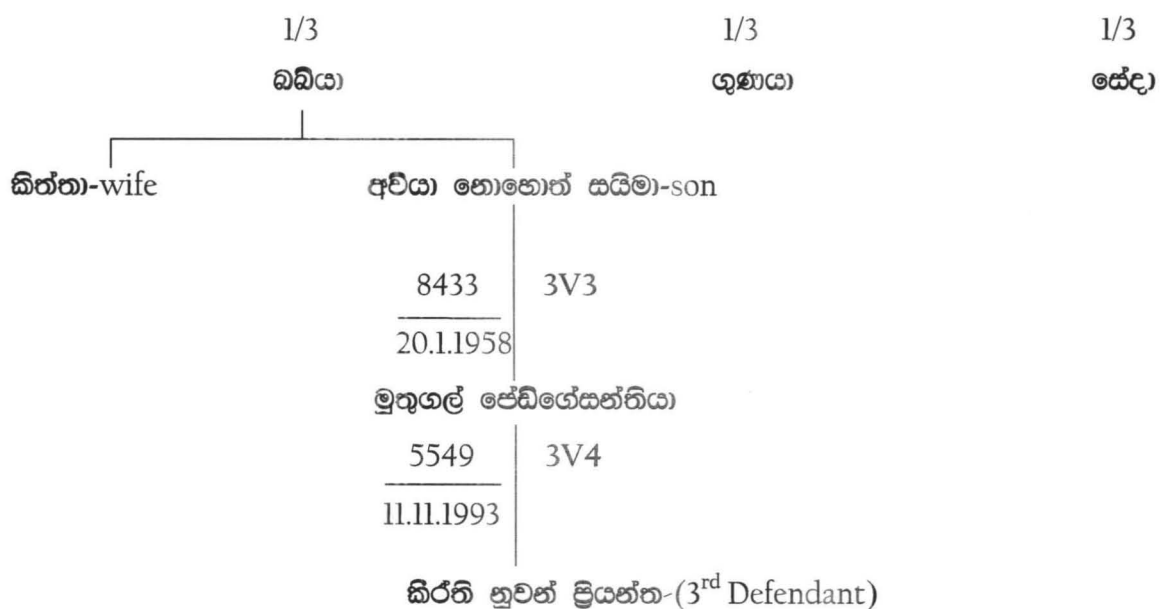 1/3 1/3 1/3
බබියා ගුණයා සේදා
කිත්තා-wife අවියා නොහොත් සයිමා-son
8433 3V3
20.1.1958
මුතුගල් පේඩිගේසන්තියා
5549 3V4
11.11.1993
කීර්ති නුවන් ප්‍රියන්ත-(3rd Defendant)